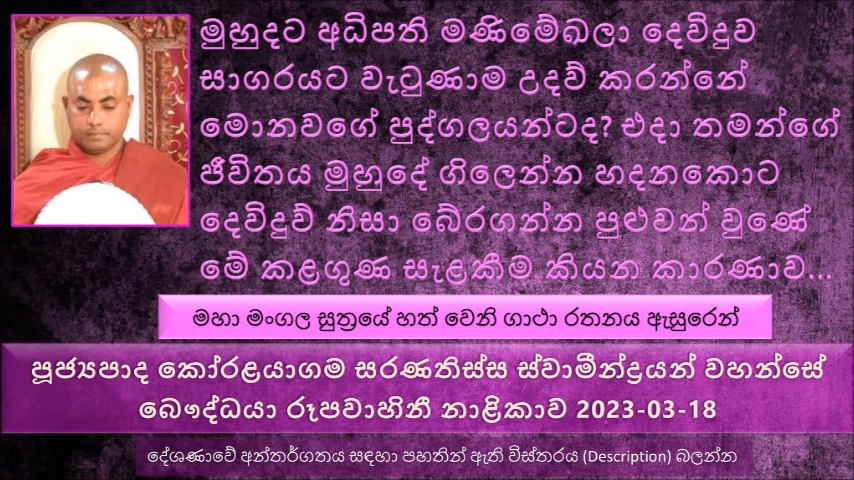 මුහුදට අධිපති මණිමේඛලා දෙවිදුව
සාගරයට වැටුණාම උදව් කරන්නේ
මොනවගේ පුද්ගලයන්ටද? එදා තමන්ගේ
ජීවිතය මුහුදේ ගිලෙන්න හදනකොට
දෙවිදුව් නිසා බේරගන්න පුළුවන් වුණේ
මේ කළගුණ සැළකීම කියන කාරණාව...
මහා මංගල සුත්‍රයේ හත් වෙනි ගාථා රතනය ඇසුරෙන්
පූජ්‍යපාද කෝරළයාගම සරණතිස්ස ස්වාමීන්ද්‍රයන් වහන්සේ
බෞද්ධයා රූපවාහිනී නාළිකාව 2023-03-18
දේශණාවේ අන්තර්ගතය සඳහා පහතින් ඇති විස්තරය (Description) බලන්න